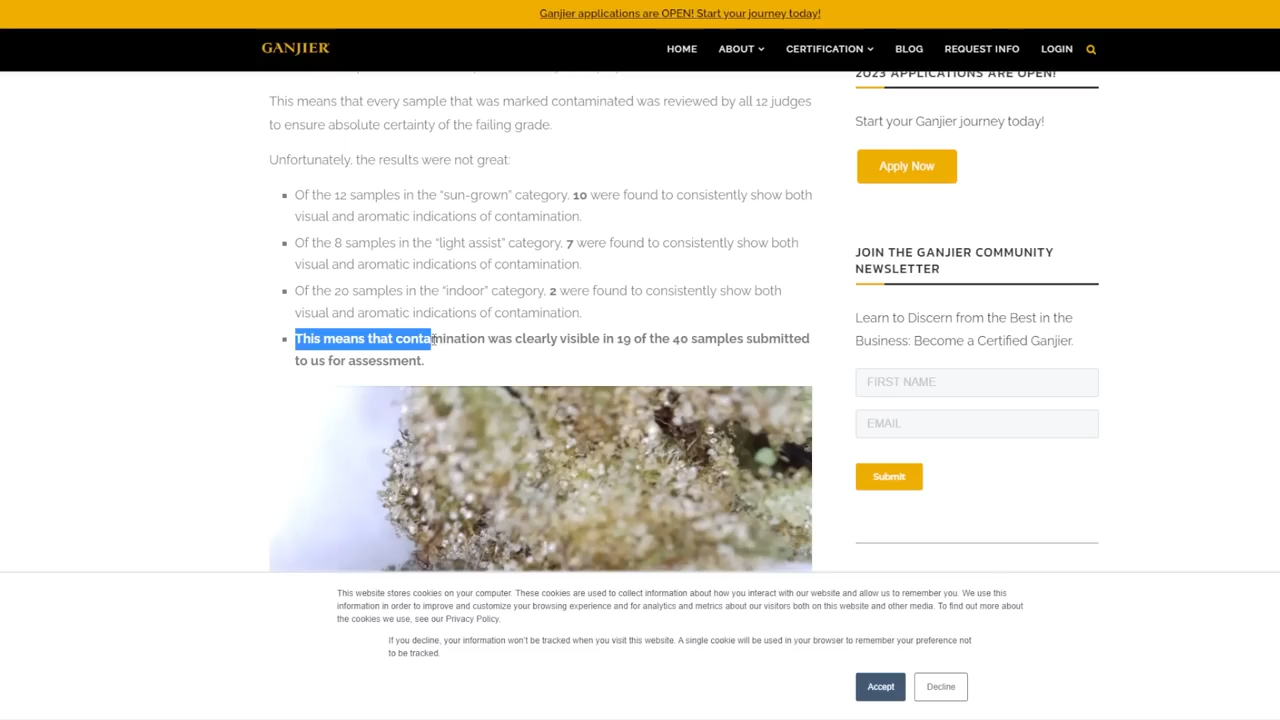 Ganjier applications are OPEN! Start your journey today!
GANJIER
HOME
ABOUT
CERTIFICATION
BLOG
REQUEST INFO
LOGIN
This means that every sample that was marked contaminated was reviewed by all 12 judges
to ensure absolute certainty of the failing grade.
Unfortunately, the results were not great:
Of the 12 samples in the “sun-grown” category, 10 were found to consistently show both
visual and aromatic indications of contamination.
Of the 8 samples in the “light assist” category, 7 were found to consistently show both
visual and aromatic indications of contamination.
Of the 20 samples in the “indoor” category, 2 were found to consistently show both
visual and aromatic indications of contamination.
This means that contamination was clearly visible in 19 of the 40 samples submitted
to us for assessment.
2023 APPLICATIONS ARE OPEN!
Start your Ganjier journey today!
Apply Now
JOIN THE GANJIER COMMUNITY
NEWSLETTER
Learn to Discern from the Best in the
Business: Become a Certified Ganjier.
FIRST NAME
EMAIL
Submit
This website stores cookies on your computer. These cookies are used to collect information about how you interact with our website and allow us to remember you. We use this
information in order to improve and customize your browsing experience and for analytics and metrics about our visitors both on this website and other media. To find out more about
the cookies we use, see our Privacy Policy.
If you decline, your information won't be tracked when you visit this website. A single cookie will be used in your browser to remember your preference not
to be tracked.
Accept
Decline